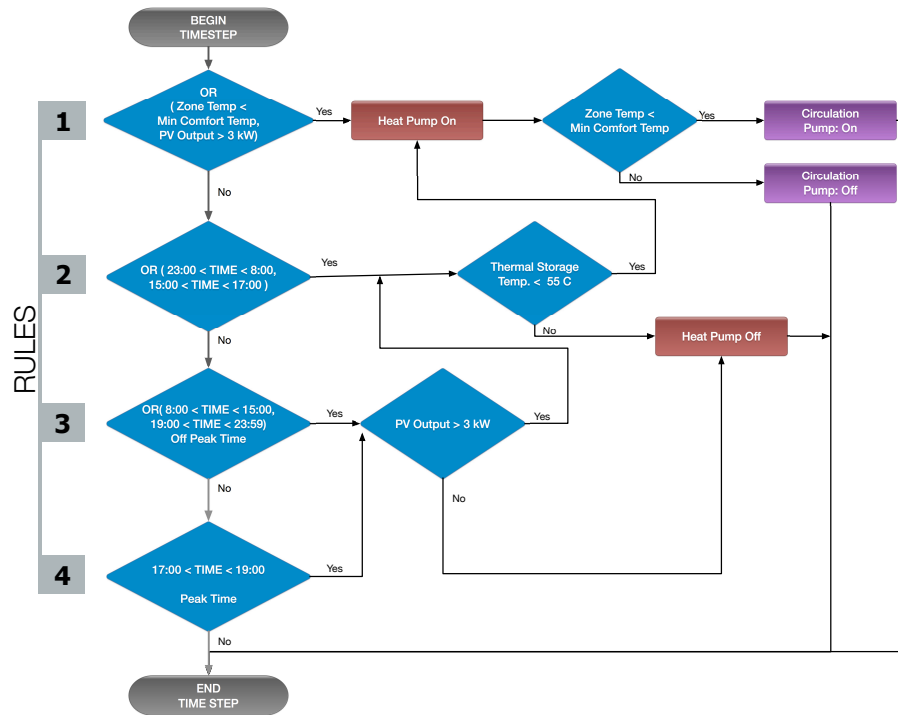 BEGIN
TIMESTEP
RULES
1
OR
( Zone Temp <
Min Comfort Temp,
PV Output > 3 kW)
Yes
Heat Pump On
Zone Temp <
Min Comfort Temp
Yes
Circulation
Pump: On
No
Circulation
Pump: Off
No
2
OR ( 23:00 < TIME < 8:00,
15:00 < TIME < 17:00 )
Yes
Thermal Storage
Temp. < 55 C
Yes
No
Heat Pump Off
No
3
OR( 8:00 < TIME < 15:00,
19:00 < TIME < 23:59)
Off Peak Time
Yes
PV Output > 3 kW
Yes
No
No
4
17:00 < TIME < 19:00
Peak Time
Yes
No
END
TIME STEP